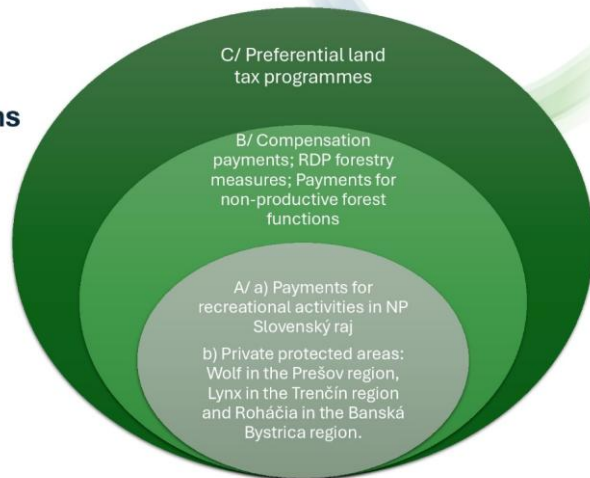 ns
C/ Preferential land
tax programmes
B/ Compensation
payments; RDP forestry
measures; Payments for
non-productive forest
functions
A/ a) Payments for
recreational activities in NP
Slovenský raj
b) Private protected areas:
Wolf in the Prešov region,
Lynx in the Trenčín region
and Roháčia in the Banská
Bystrica region.